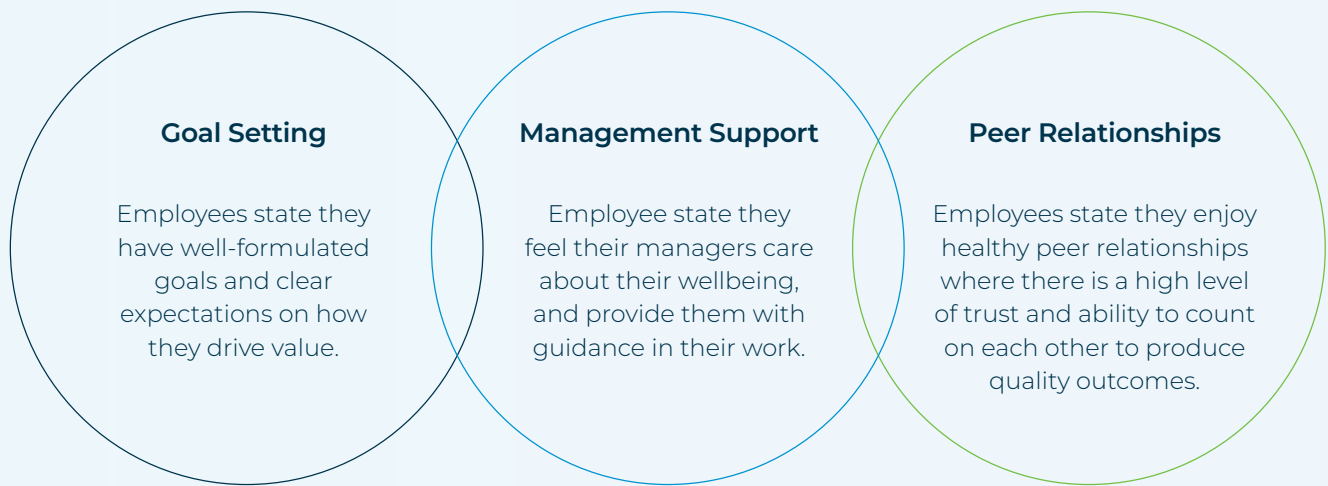 Goal Setting
Employees state they
have well-formulated
goals and clear
expectations on how
they drive value.
Management Support
Employee state they
feel their managers care
about their wellbeing,
and provide them with
guidance in their work.
Peer Relationships
Employees state they enjoy
healthy peer relationships
where there is a high level
of trust and ability to count
on each other to produce
quality outcomes.